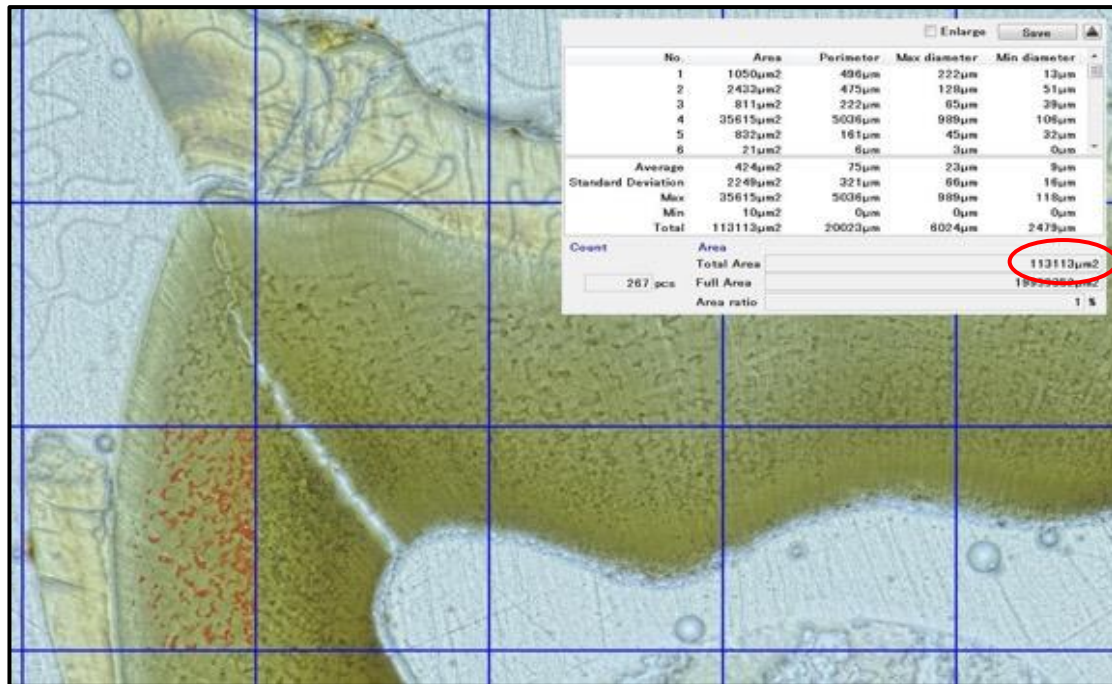 Enlarge Save
No. Area Perimeter Max diameter Min diameter
1 1050μm2 496μm 222μm 13μm
2 2433μm2 475μm 128μm 51μm
3 811μm2 222μm 65μm 39μm
4 35615μm2 5036μm 989μm 106μm
5 832μm2 161μm 45μm 32μm
6 21μm2 6μm 3μm 0μm
Average 424μm2 75μm 23μm 9μm
Standard Deviation 2249μm2 321μm 66μm 16μm
Max 35615μm2 5036μm 989μm 118μm
Min 10μm2 0μm 0μm 0μm
Total 113113μm2 20023μm 6024μm 2479μm
Count Area
Total Area 113113μm2
267 pcs Full Area
Area ratio 1 %